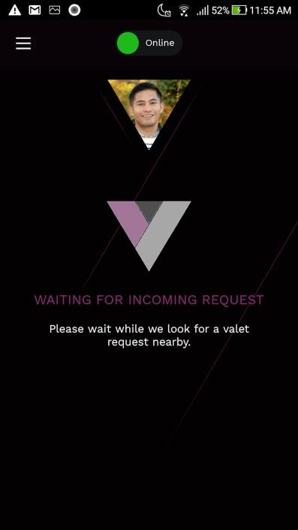 52% 11:55 AM
Online
WAITING FOR INCOMING REQUEST
Please wait while we look for a valet
request nearby.